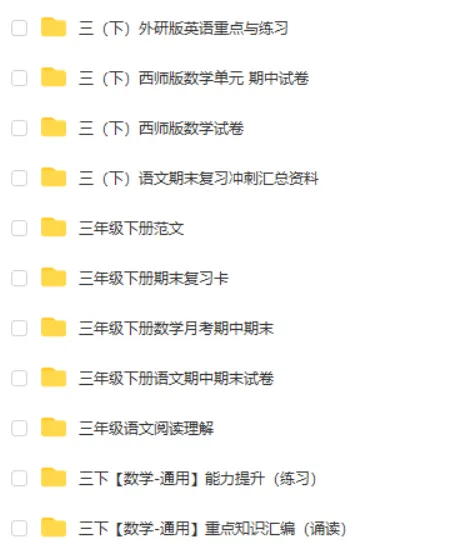 三（下）外研版英语重点与练习
三（下）西师版数学单元 期中试卷
三（下）西师版数学试卷
三（下）语文期末复习冲刺汇总资料
三年级下册范文
三年级下册期末复习卡
三年级下册数学月考期中期末
三年级下册语文期中期末试卷
三年级语文阅读理解
三下【数学-通用】能力提升（练习）
三下【数学-通用】重点知识汇编（诵读）